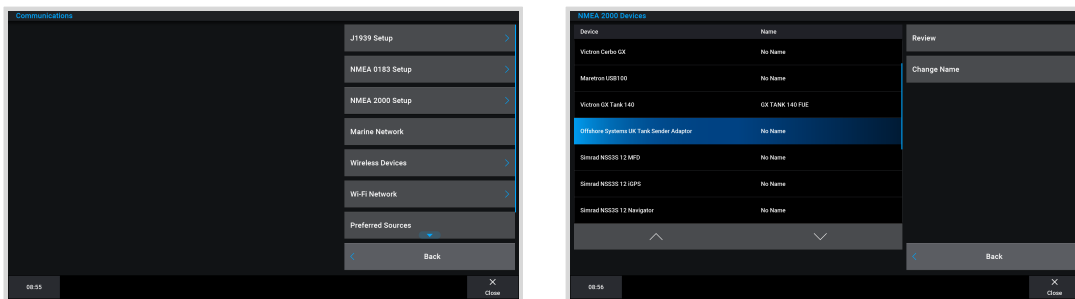 Communications
J1939 Setup
NMEA 0183 Setup
NMEA 2000 Setup
Marine Network
Wireless Devices
Wi-Fi Network
Preferred Sources
Back
08:55
Close
NMEA 2000 Devices
Device Name
Victron Cerbo GX No Name
Maretron USB100 No Name
Victron GX Tank 140 GX TANK 140 FUE
Offshore Systems UK Tank Sender Adaptor No Name
Simrad NSS3S 12 MFD No Name
Simrad NSS3S 12 iGPS No Name
Simrad NSS3S 12 Navigator No Name
Review
Change Name
Back
08:56
Close